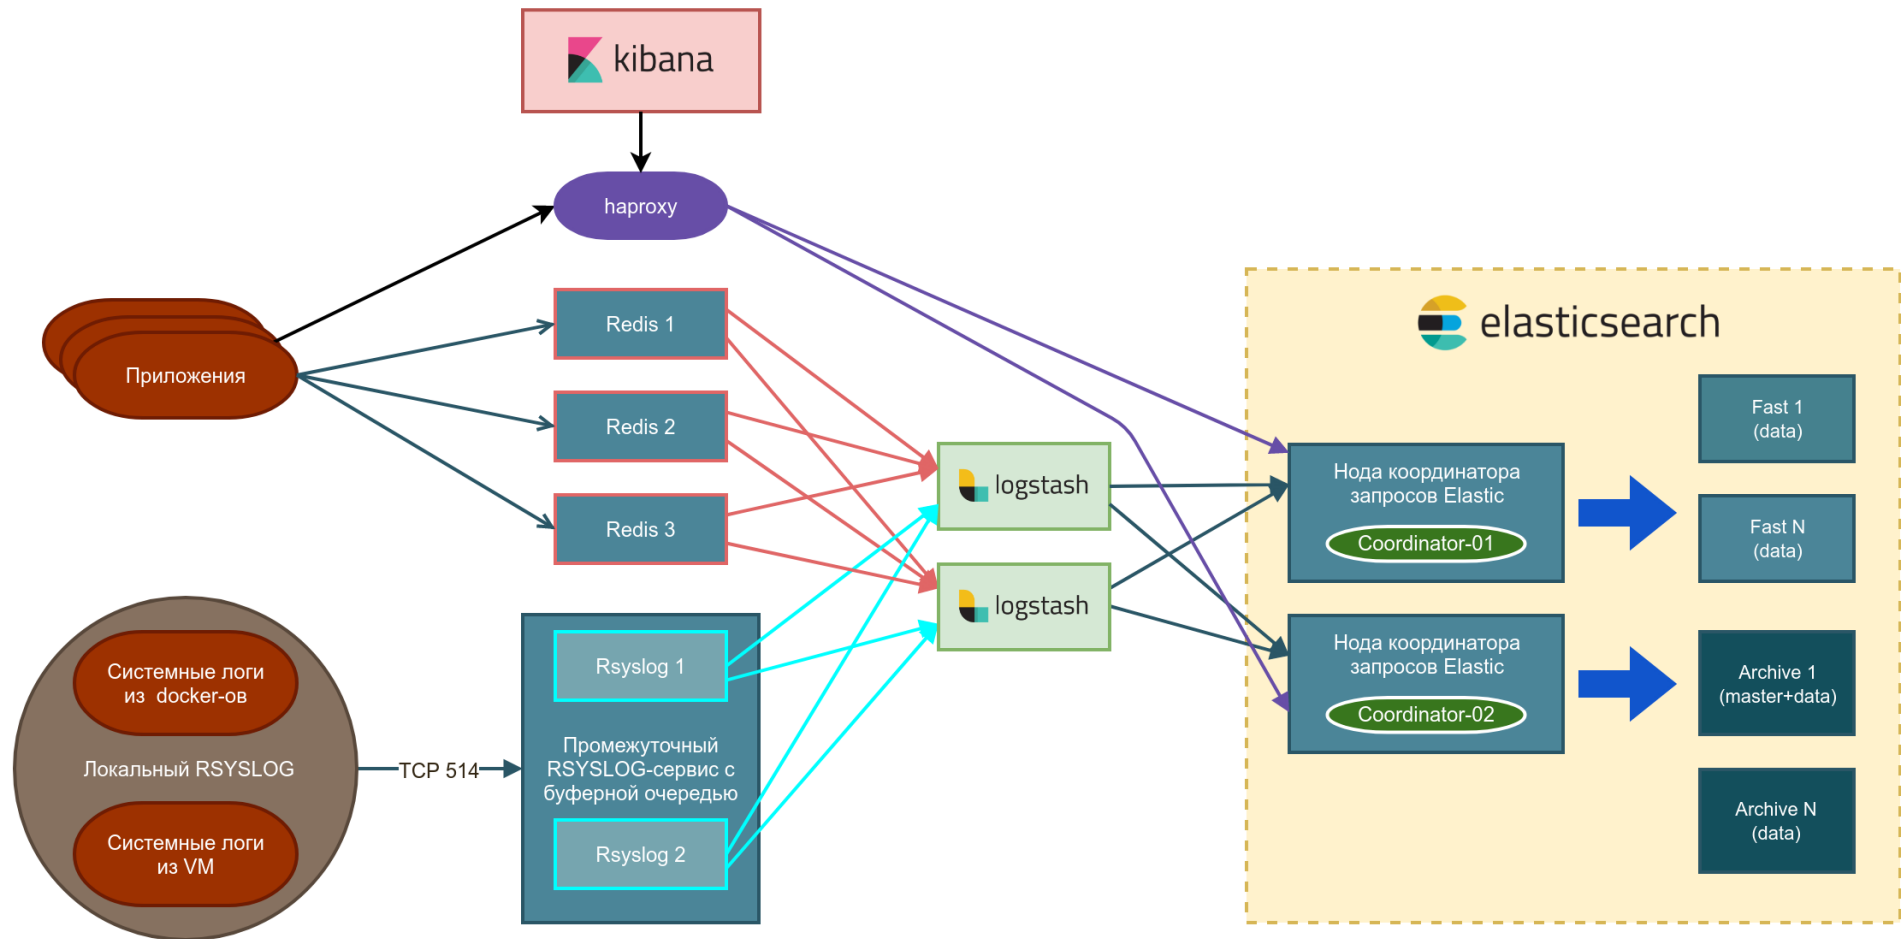 kibana
haproxy
Приложения
Redis 1
Redis 2
Redis 3
logstash
logstash
Системные логи
из docker-ов
Локальный RSYSLOG
Системные логи
из VM
TCP 514
Rsyslog 1
Промежуточный
RSYSLOG-сервис с
буферной очередью
Rsyslog 2
elasticsearch
Нода координатора
запросов Elastic
Coordinator-01
Нода координатора
запросов Elastic
Coordinator-02
Fast 1
(data)
Fast N
(data)
Archive 1
(master+data)
Archive N
(data)